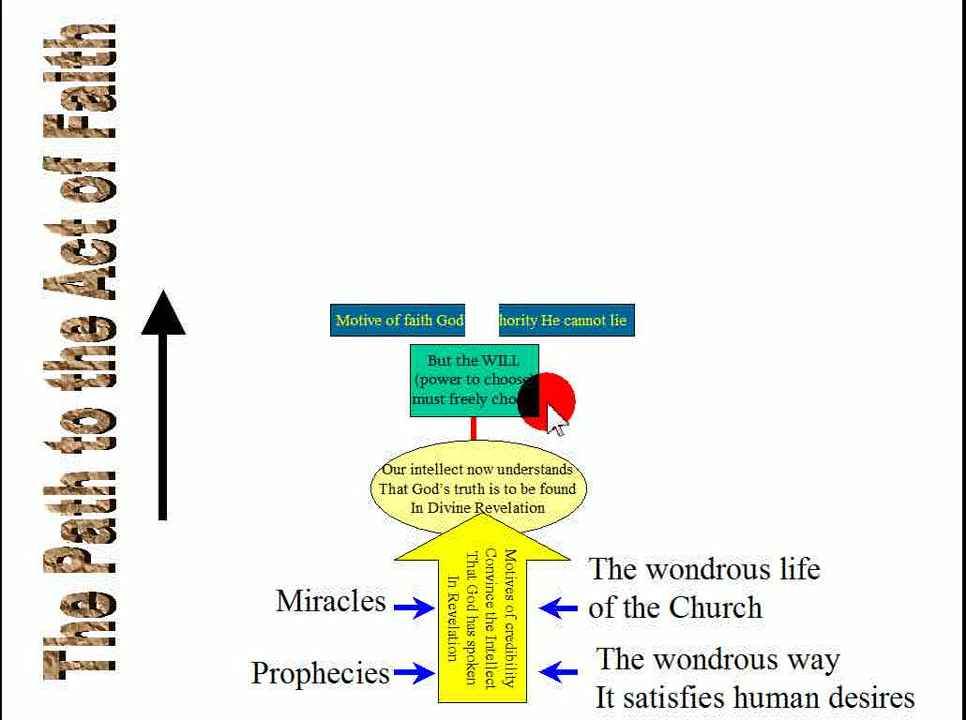 The Path to the Act of Faith
Motive of faith God'
hority He cannot lie
But the WILL
(power to choose)
must freely cho
Our intellect now understands
That God's truth is to be found
In Divine Revelation
Motives of credibility
Convince the Intellect
That God has spoken
In Revelation
Miracles
Prophecies
The wondrous life
of the Church
The wondrous way
It satisfies human desires